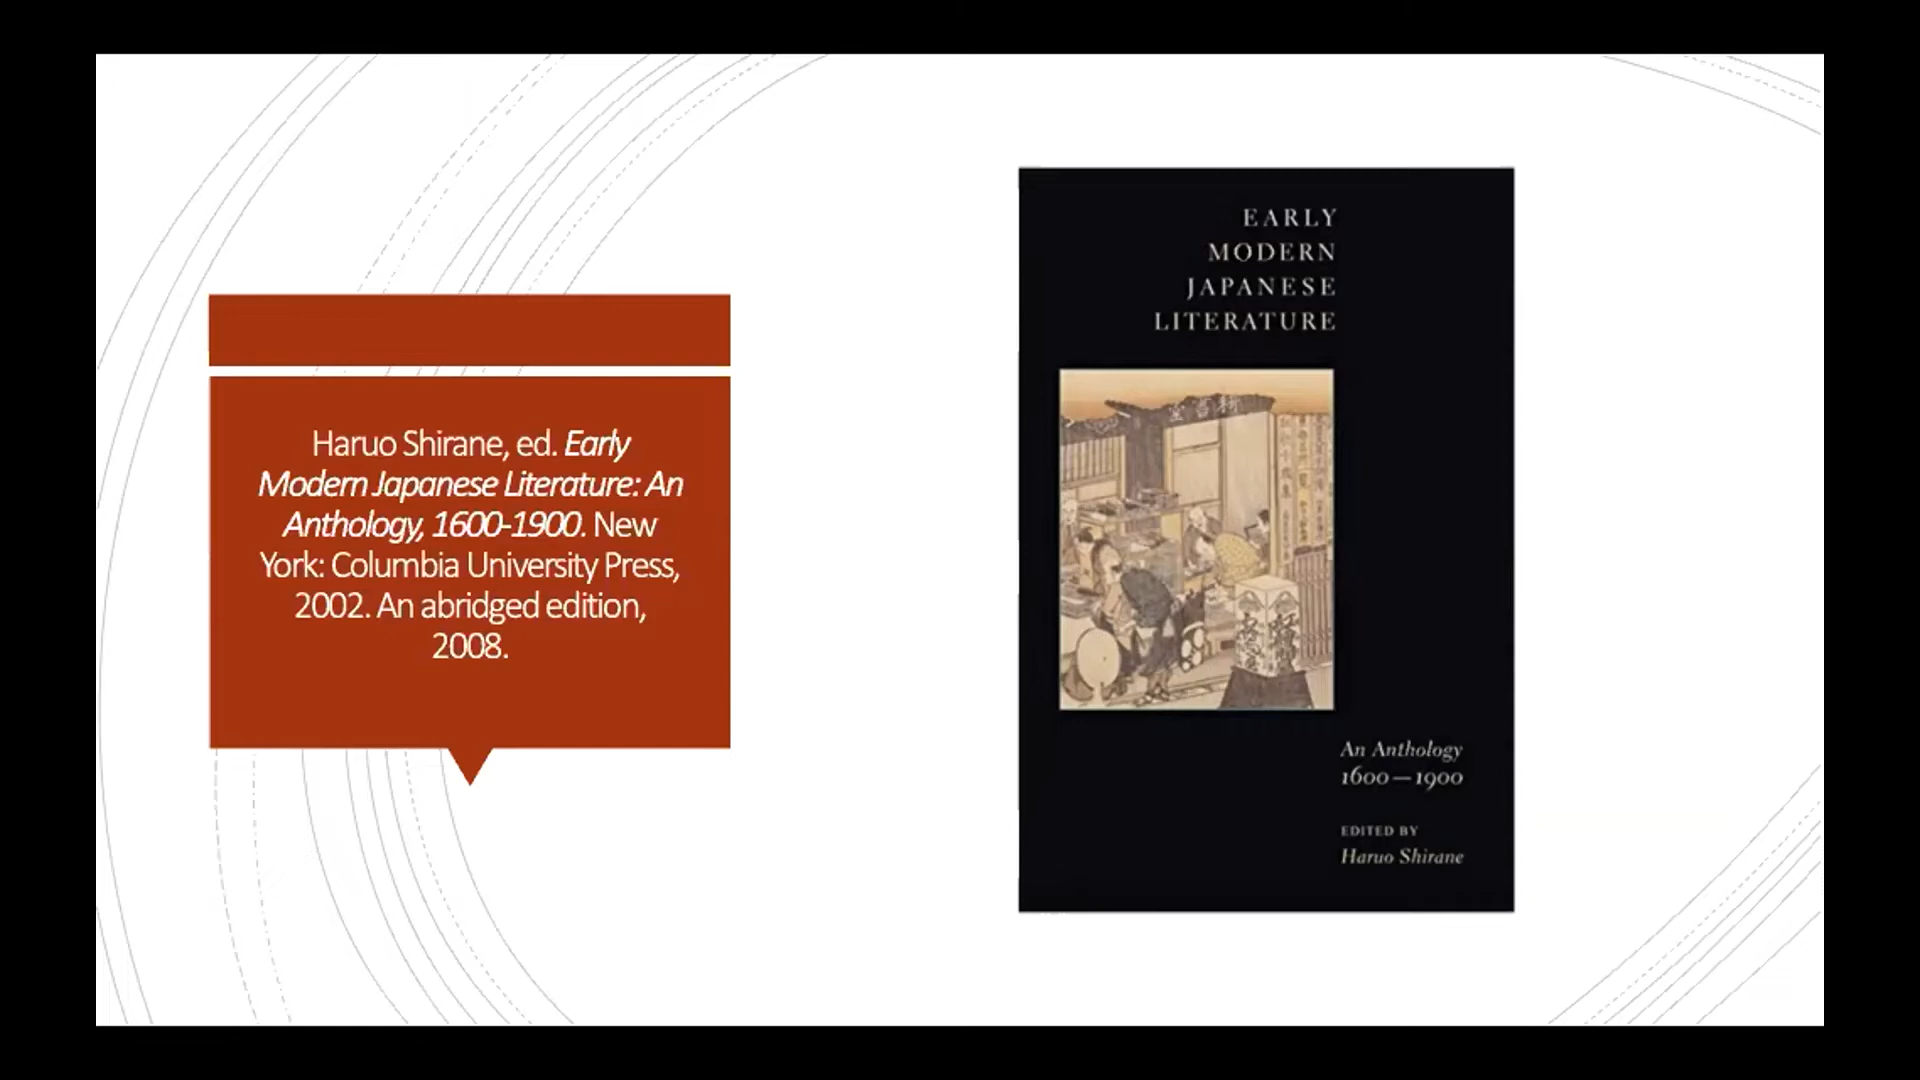 Haruo Shirane, ed. Early
Modern Japanese Literature: An
Anthology, 1600-1900. New
York: Columbia University Press,
2002. An abridged edition,
2008.
EARLY
MODERN
JAPANESE
LITERATURE
An Anthology
1600—1900
EDITED BY
Haruo Shirane